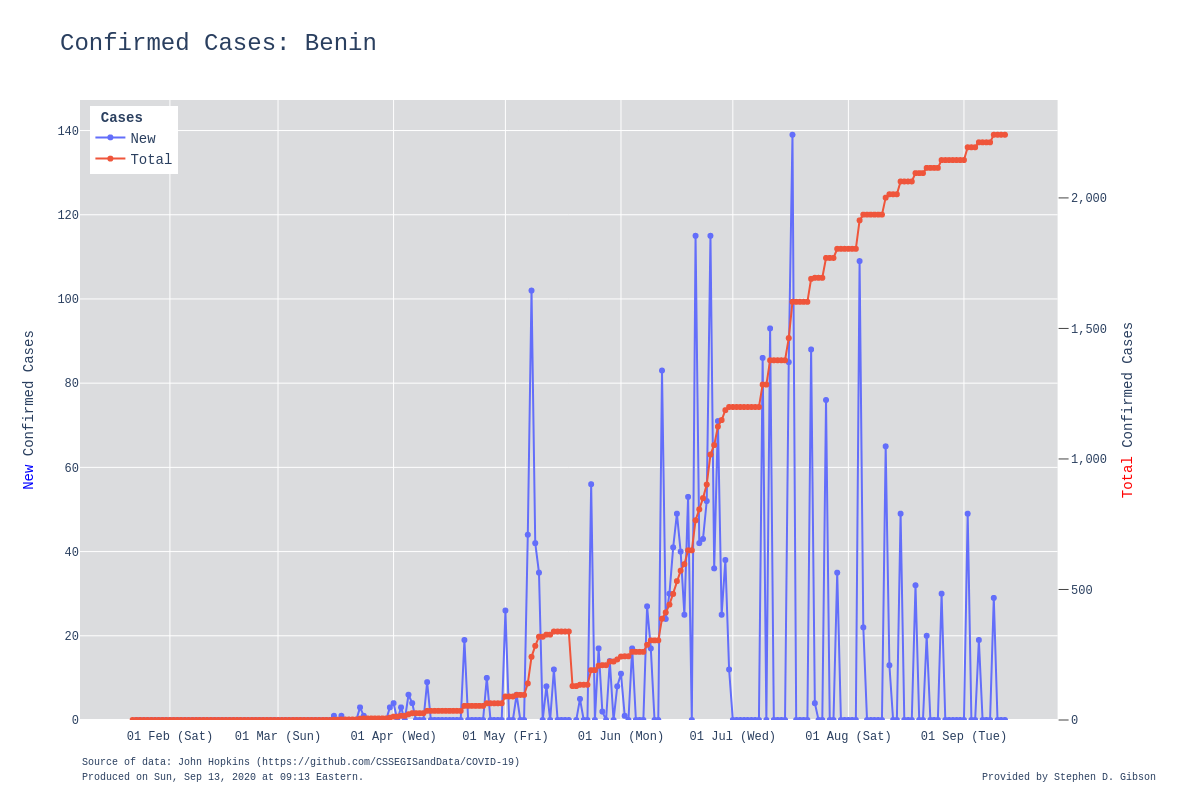 Confirmed Cases: Benin
Cases
New
Total
140
120
100
80
60
40
20
0
2,000
1,500
1,000
500
0
New Confirmed Cases
Total Confirmed Cases
01 Feb (Sat) 01 Mar (Sun) 01 Apr (Wed) 01 May (Fri) 01 Jun (Mon) 01 Jul (Wed) 01 Aug (Sat) 01 Sep (Tue)
Source of data: John Hopkins (https://github.com/CSSEGISandData/COVID-19)
Produced on Sun, Sep 13, 2020 at 09:13 Eastern.
Provided by Stephen D. Gibson